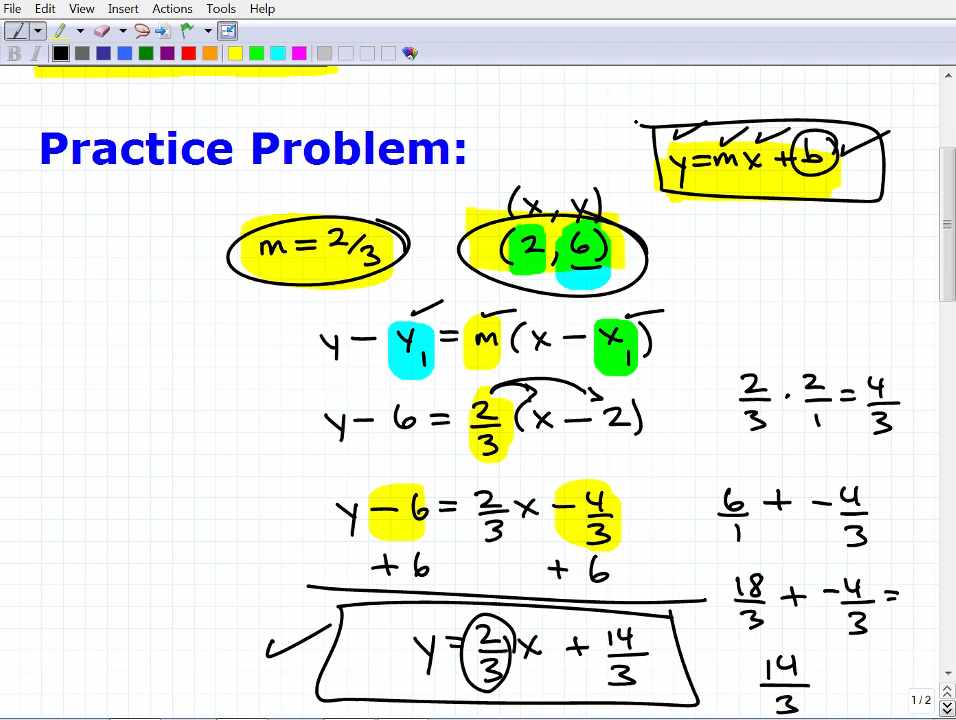 File Edit View Insert Actions Tools Help
B I
Practice Problem:
y = mx + b
(x, y)
m = 2/3
(2, 6)
y - y₁ = m(x - x₁)
y - 6 = 2/3 (x - 2)
2/3 · 2/1 = 4/3
y - 6 = 2/3 x - 4/3
6/1 + -4/3
+ 6 + 6
18/3 + -4/3 =
y = 2/3 x + 14/3
14/3
1/2